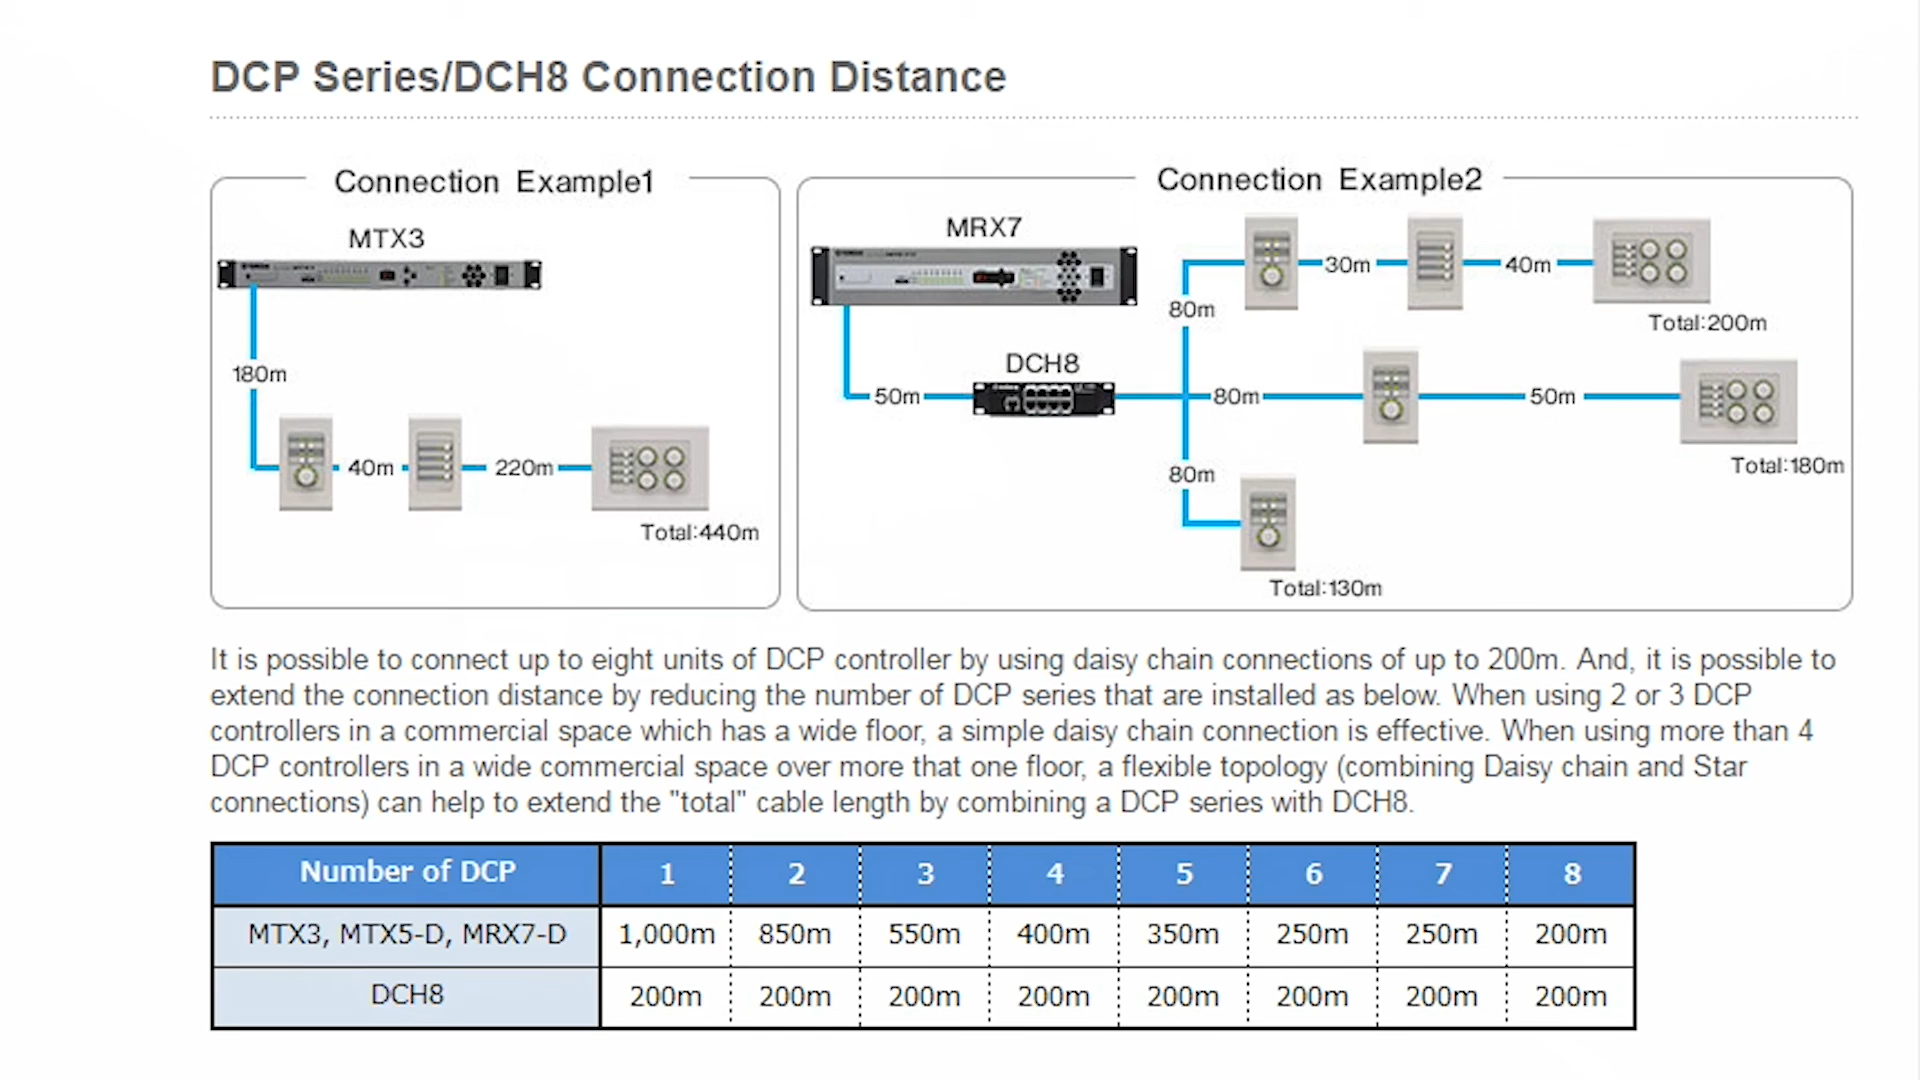 DCP Series/DCH8 Connection Distance
Connection Example1
MTX3
180m
40m
220m
Total:440m
Connection Example2
MRX7
DCH8
50m
80m
30m
40m
Total:200m
80m
50m
Total:180m
80m
Total:130m
It is possible to connect up to eight units of DCP controller by using daisy chain connections of up to 200m. And, it is possible to
extend the connection distance by reducing the number of DCP series that are installed as below. When using 2 or 3 DCP
controllers in a commercial space which has a wide floor, a simple daisy chain connection is effective. When using more than 4
DCP controllers in a wide commercial space over more that one floor, a flexible topology (combining Daisy chain and Star
connections) can help to extend the "total" cable length by combining a DCP series with DCH8.
Number of DCP 1 2 3 4 5 6 7 8
MTX3, MTX5-D, MRX7-D 1,000m 850m 550m 400m 350m 250m 250m 200m
DCH8 200m 200m 200m 200m 200m 200m 200m 200m